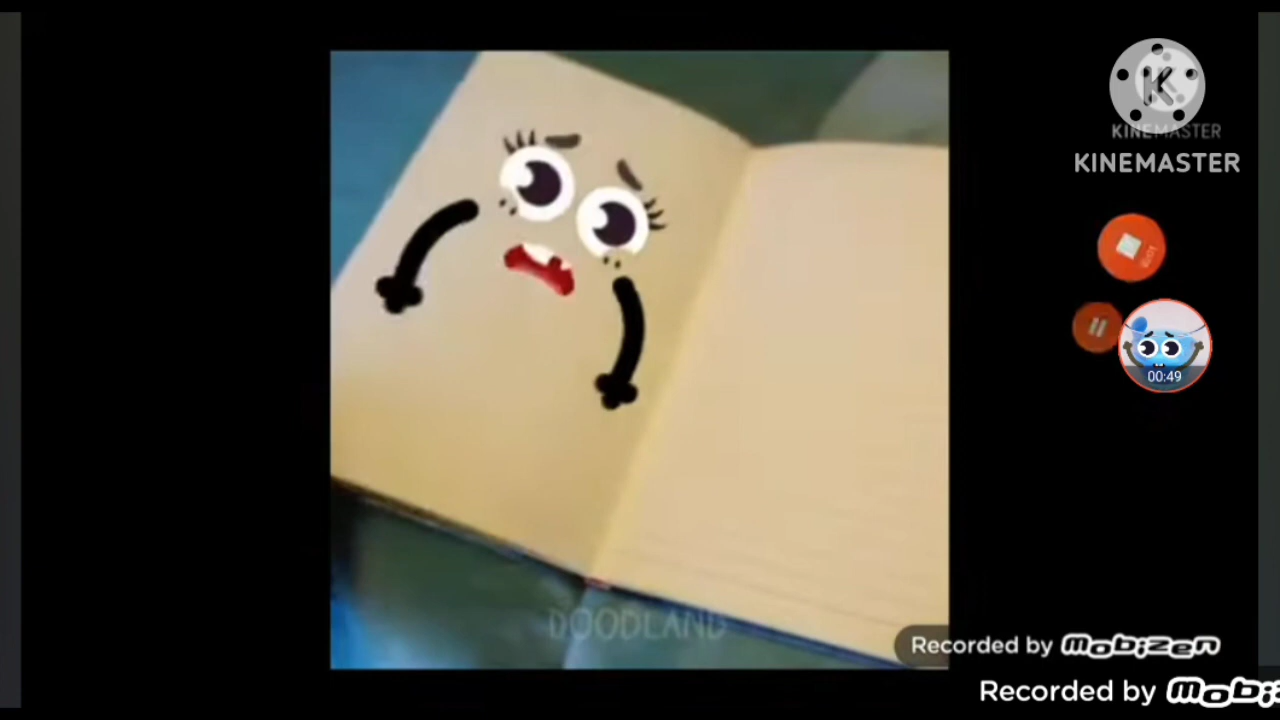 KINEMASTER
KINEMASTER
00:49
DOODLAND
Recorded by Mobizen
Recorded by